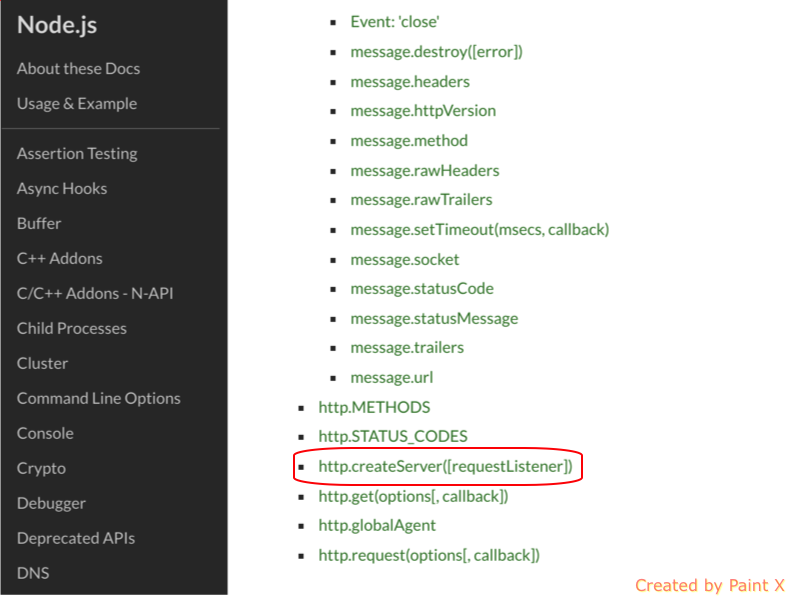 Node.js
About these Docs
Usage & Example
Assertion Testing
Async Hooks
Buffer
C++ Addons
C/C++ Addons - N-API
Child Processes
Cluster
Command Line Options
Console
Crypto
Debugger
Deprecated APIs
DNS
Event: 'close'
message.destroy([error])
message.headers
message.httpVersion
message.method
message.rawHeaders
message.rawTrailers
message.setTimeout(msecs, callback)
message.socket
message.statusCode
message.statusMessage
message.trailers
message.url
http.METHODS
http.STATUS_CODES
http.createServer([requestListener])
http.get(options[, callback])
http.globalAgent
http.request(options[, callback])
Created by Paint X